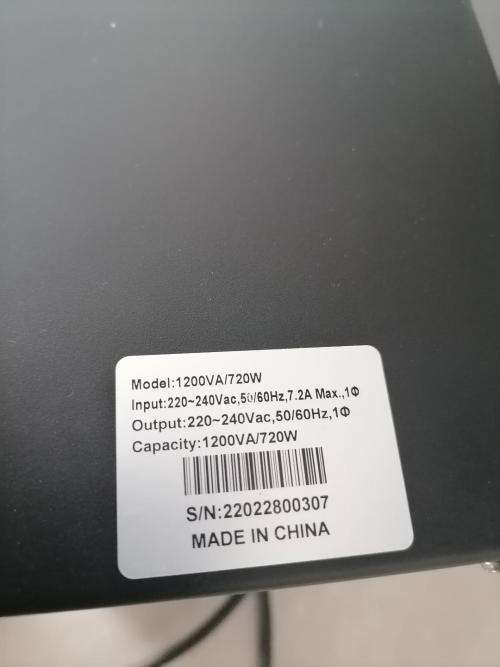 Model:1200VA/720W
Input:220~240Vac,50/60Hz,7.2A Max.,1Φ
Output:220~240Vac,50/60Hz,1Φ
Capacity:1200VA/720W
S/N:22022800307
MADE IN CHINA